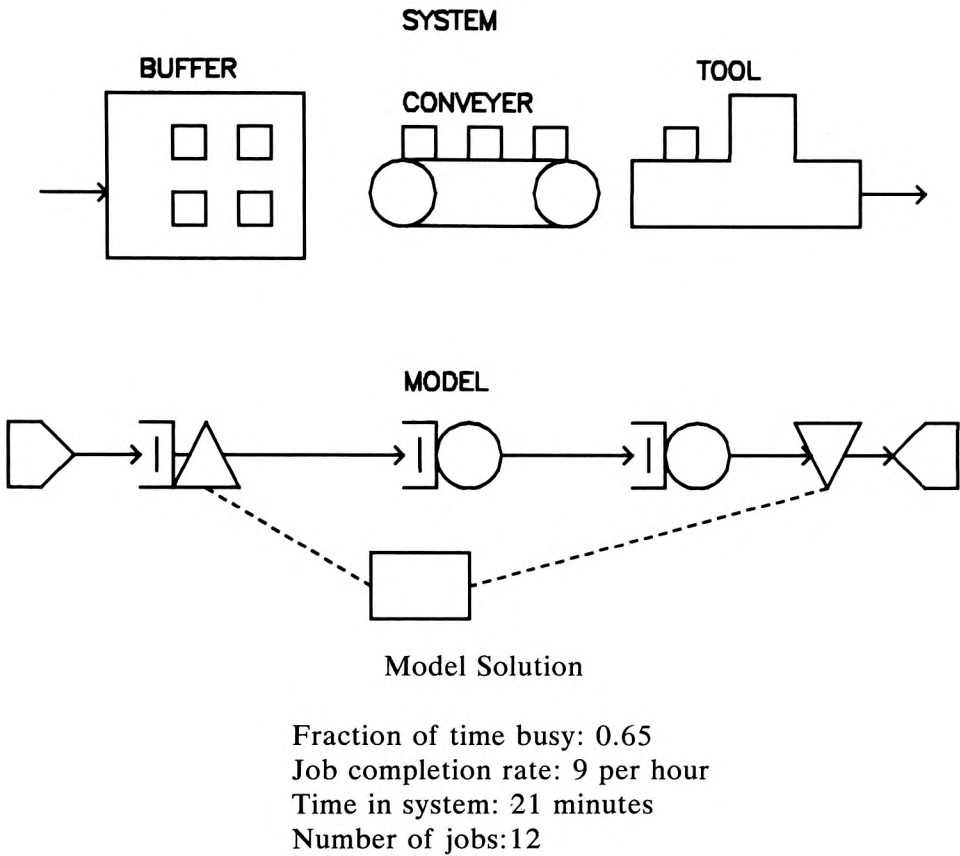 SYSTEM
BUFFER
TOOL
CONVEYER
MODEL
Model Solution
Fraction of time busy: 0.65
Job completion rate: 9 per hour
Time in system: 21 minutes
Number of jobs:12